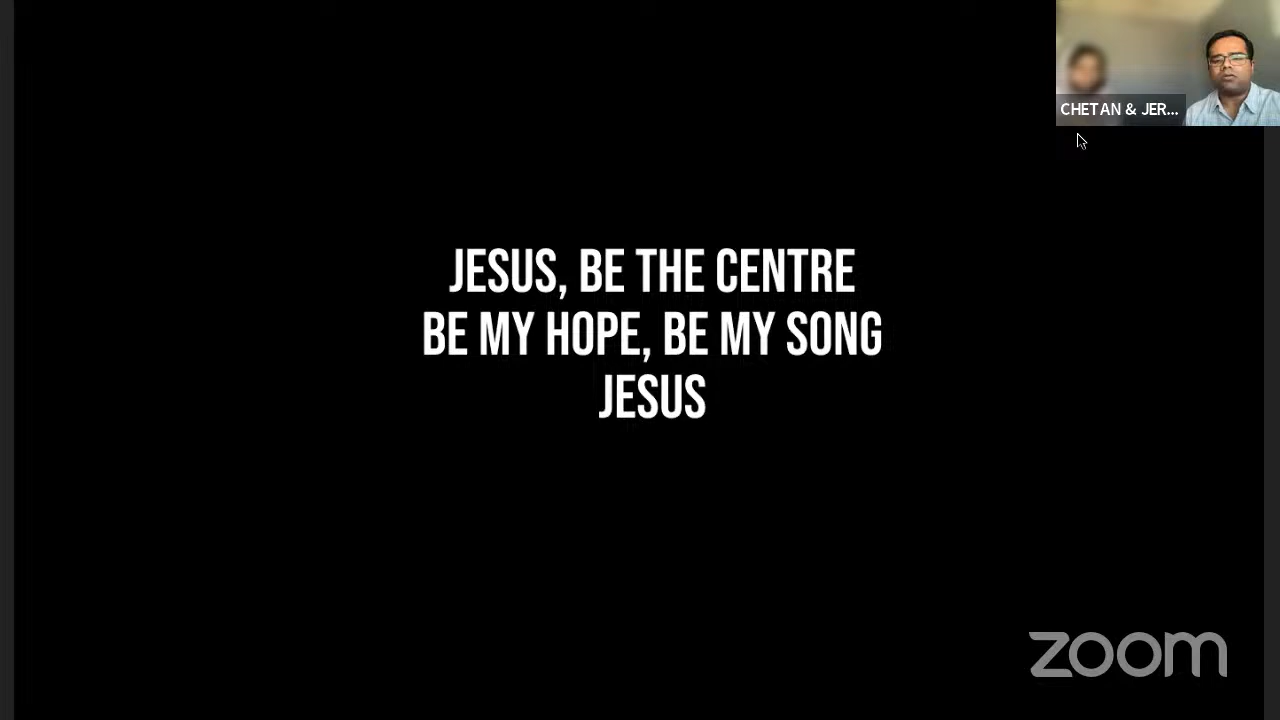 CHETAN & JER...
JESUS, BE THE CENTRE
BE MY HOPE, BE MY SONG
JESUS
zoom